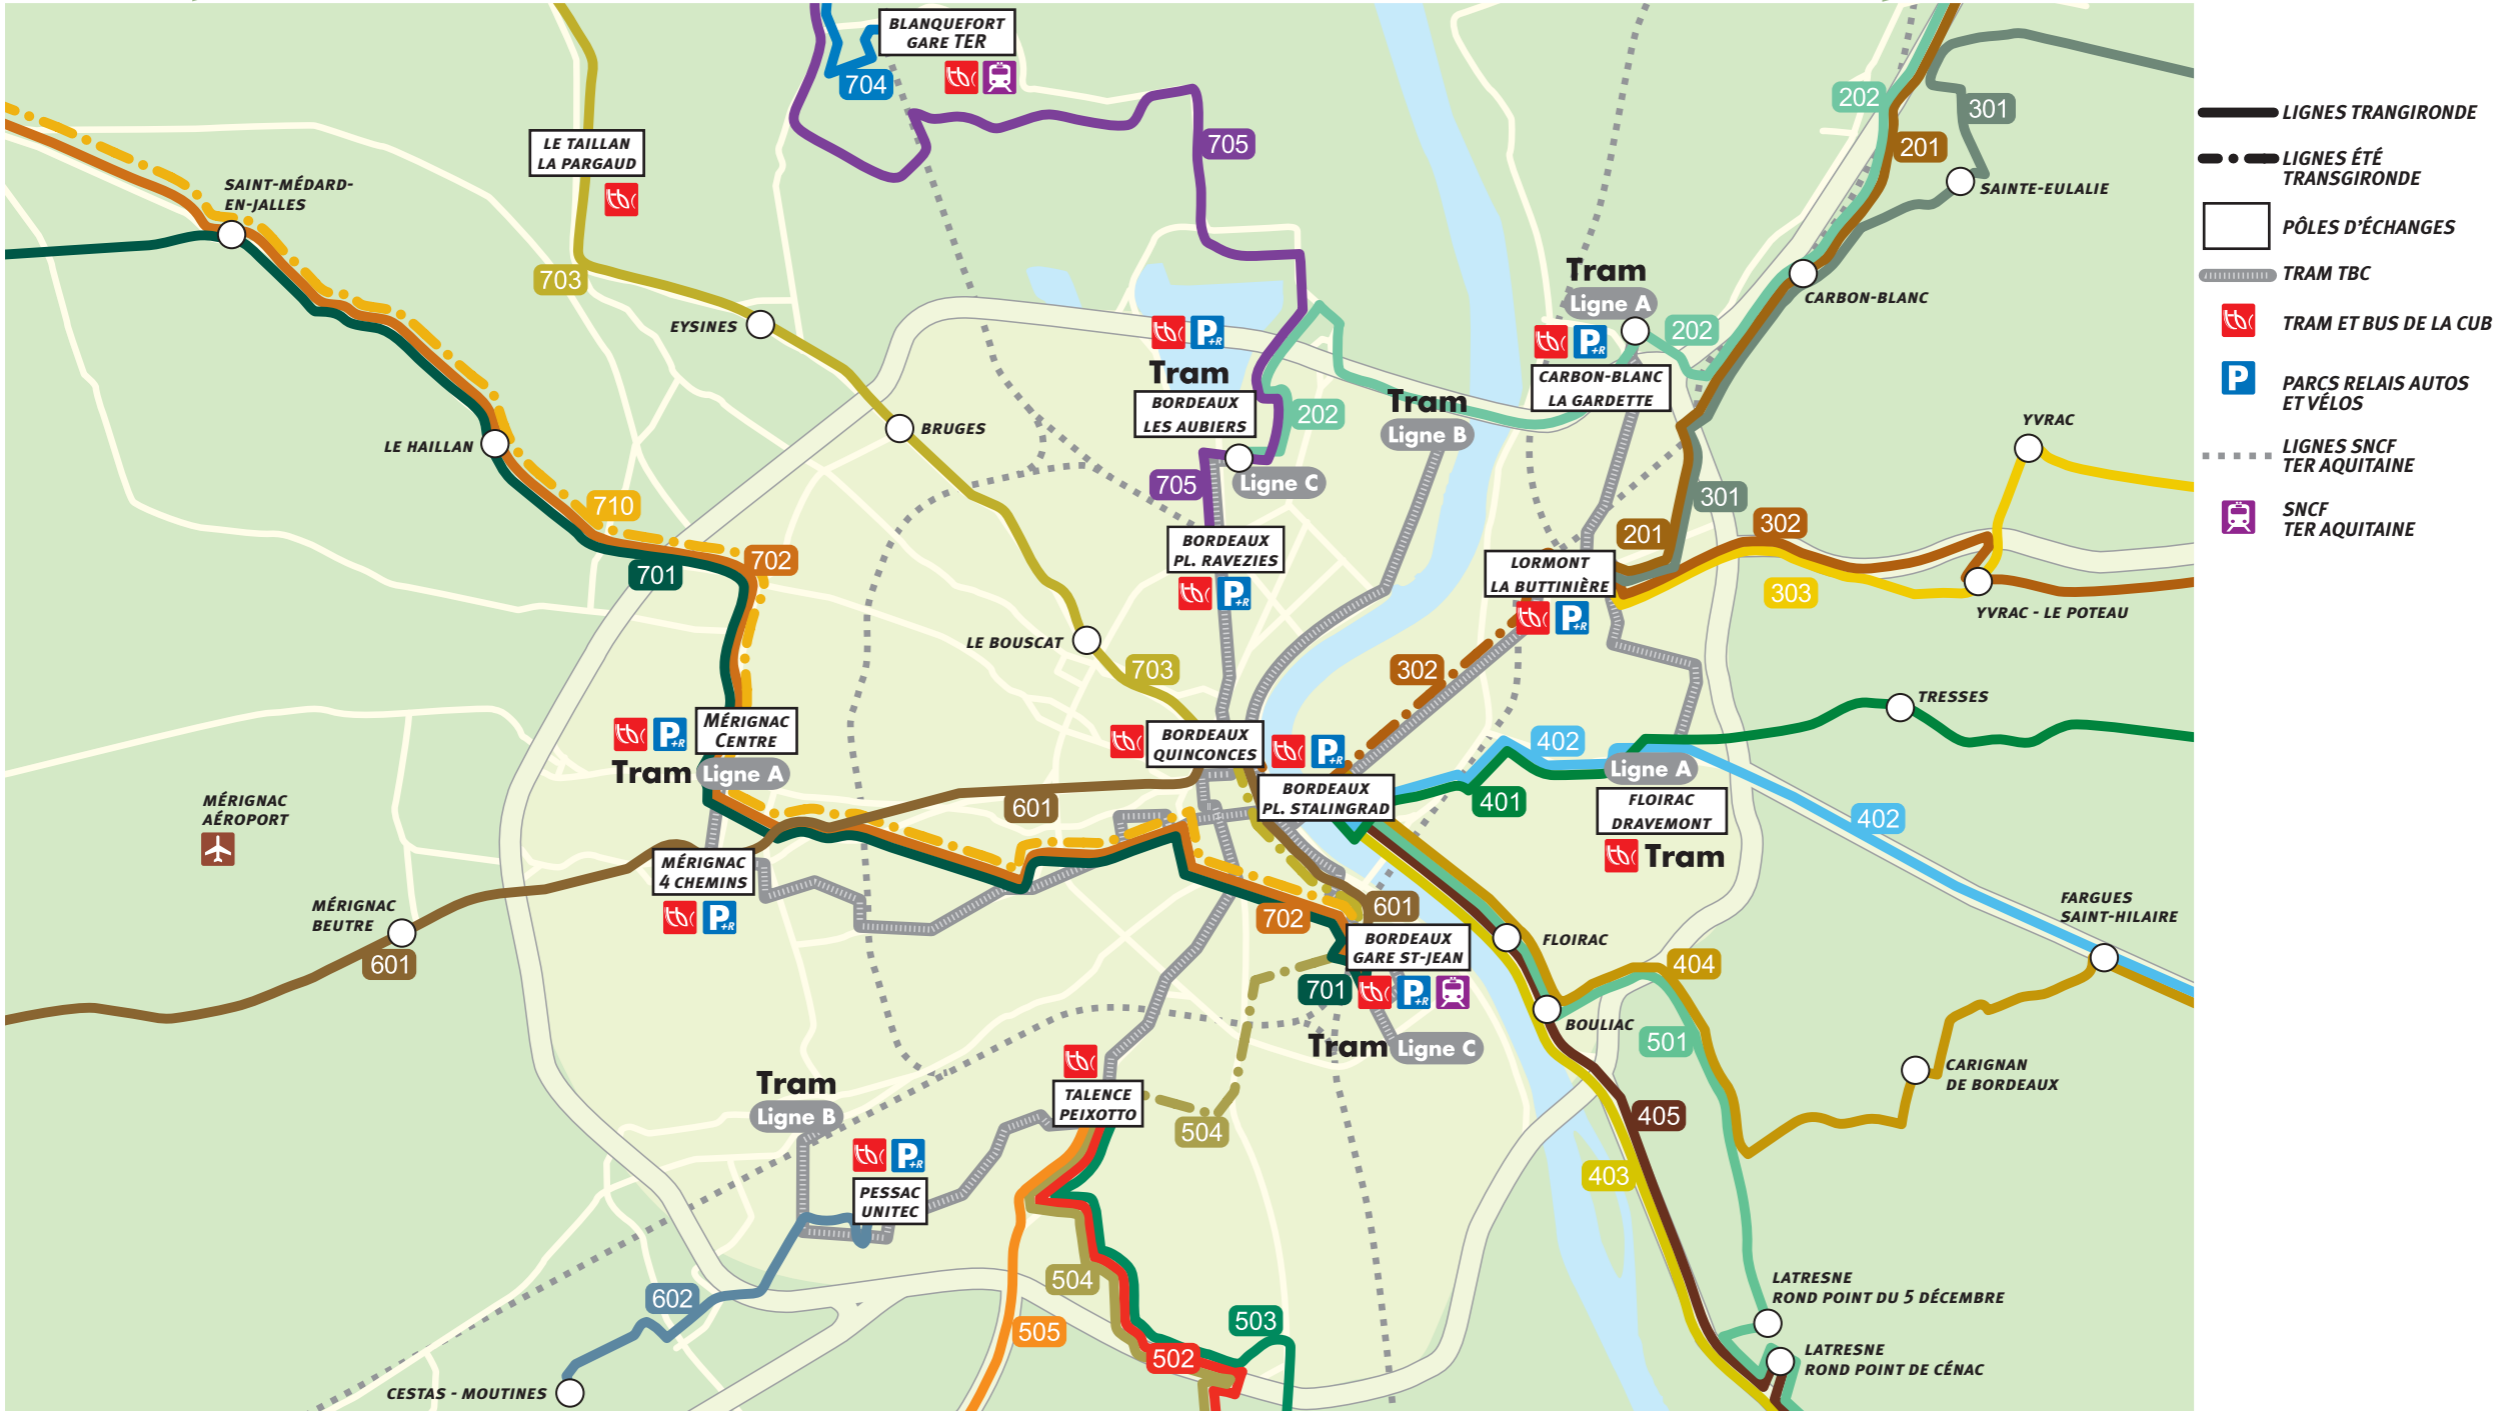 BLANQUEFORT
GARE TER
704
705
LE TAILLAN
LA PARGAUD
SAINT-MÉDARD-
EN-JALLES
703
EYSINES
BRUGES
LE HAILLAN
710
702
701
Tram
BORDEAUX
LES AUBIERS
202
Ligne C
705
BORDEAUX
PL. RAVEZIES
Tram
Ligne B
Tram
Ligne A
202
CARBON-BLANC
LA GARDETTE
202
201
301
SAINTE-EULALIE
CARBON-BLANC
301
201
302
303
YVRAC
YVRAC - LE POTEAU
LORMONT
LA BUTTINIÈRE
302
LE BOUSCAT
703
MÉRIGNAC
CENTRE
Tram
Ligne A
BORDEAUX
QUINCONCES
BORDEAUX
PL. STALINGRAD
402
401
Ligne A
FLOIRAC
DRAVEMONT
Tram
TRESSES
402
FARGUES
SAINT-HILAIRE
MÉRIGNAC
AÉROPORT
601
MÉRIGNAC
4 CHEMINS
MÉRIGNAC
BEUTRE
601
702
601
BORDEAUX
GARE ST-JEAN
701
Tram
Ligne C
FLOIRAC
404
BOULIAC
501
CARIGNAN
DE BORDEAUX
405
403
TALENCE
PEIXOTTO
504
Tram
Ligne B
PESSAC
UNITEC
602
CESTAS - MOUTINES
504
505
503
502
LATRESNE
ROND POINT DU 5 DÉCEMBRE
LATRESNE
ROND POINT DE CÉNAC
LIGNES TRANGIRONDE
LIGNES ÉTÉ
TRANSGIRONDE
PÔLES D'ÉCHANGES
TRAM TBC
tbc TRAM ET BUS DE LA CUB
P PARCS RELAIS AUTOS
ET VÉLOS
LIGNES SNCF
TER AQUITAINE
SNCF
TER AQUITAINE